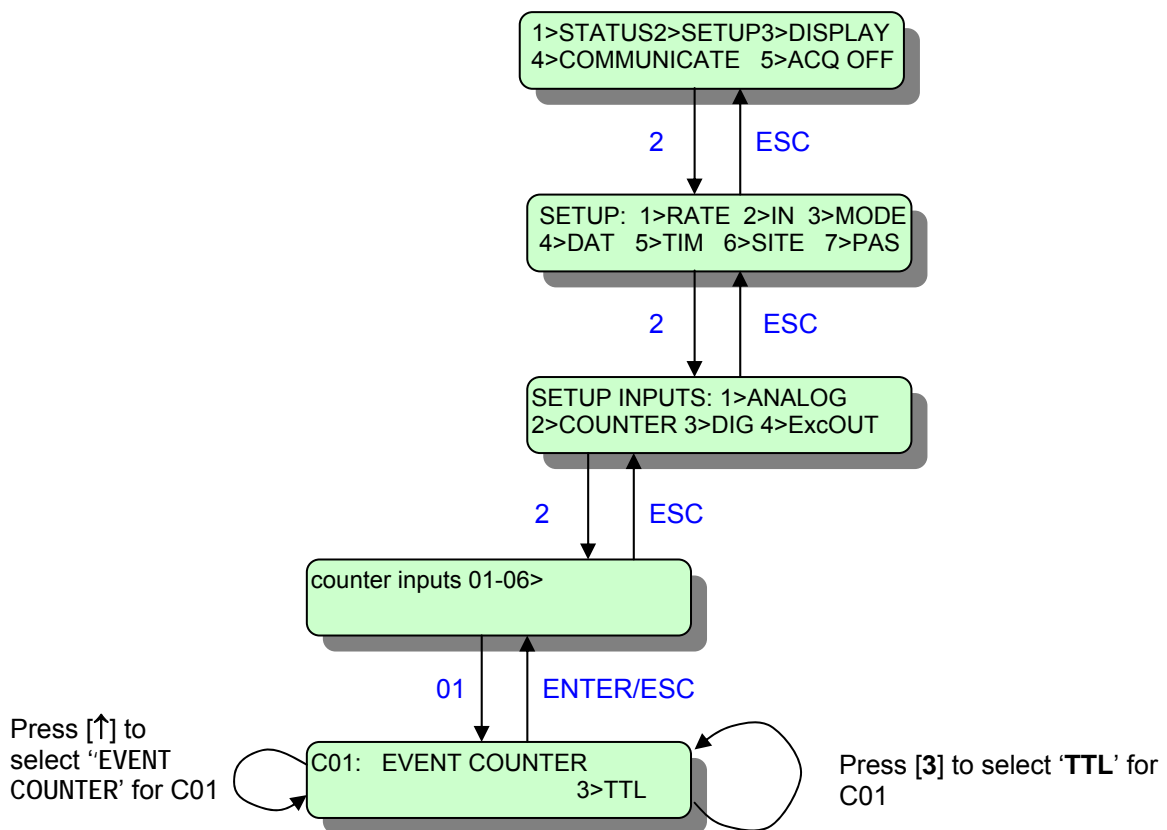 1>STATUS2>SETUP3>DISPLAY
4>COMMUNICATE 5>ACQ OFF
2 ESC
SETUP: 1>RATE 2>IN 3>MODE
4>DAT 5>TIM 6>SITE 7>PAS
2 ESC
SETUP INPUTS: 1>ANALOG
2>COUNTER 3>DIG 4>ExcOUT
2 ESC
counter inputs 01-06>
01 ENTER/ESC
Press [↑] to
select ‘‘EVENT
COUNTER’ for C01
C01: EVENT COUNTER
3>TTL
Press [3] to select ‘TTL’ for
C01